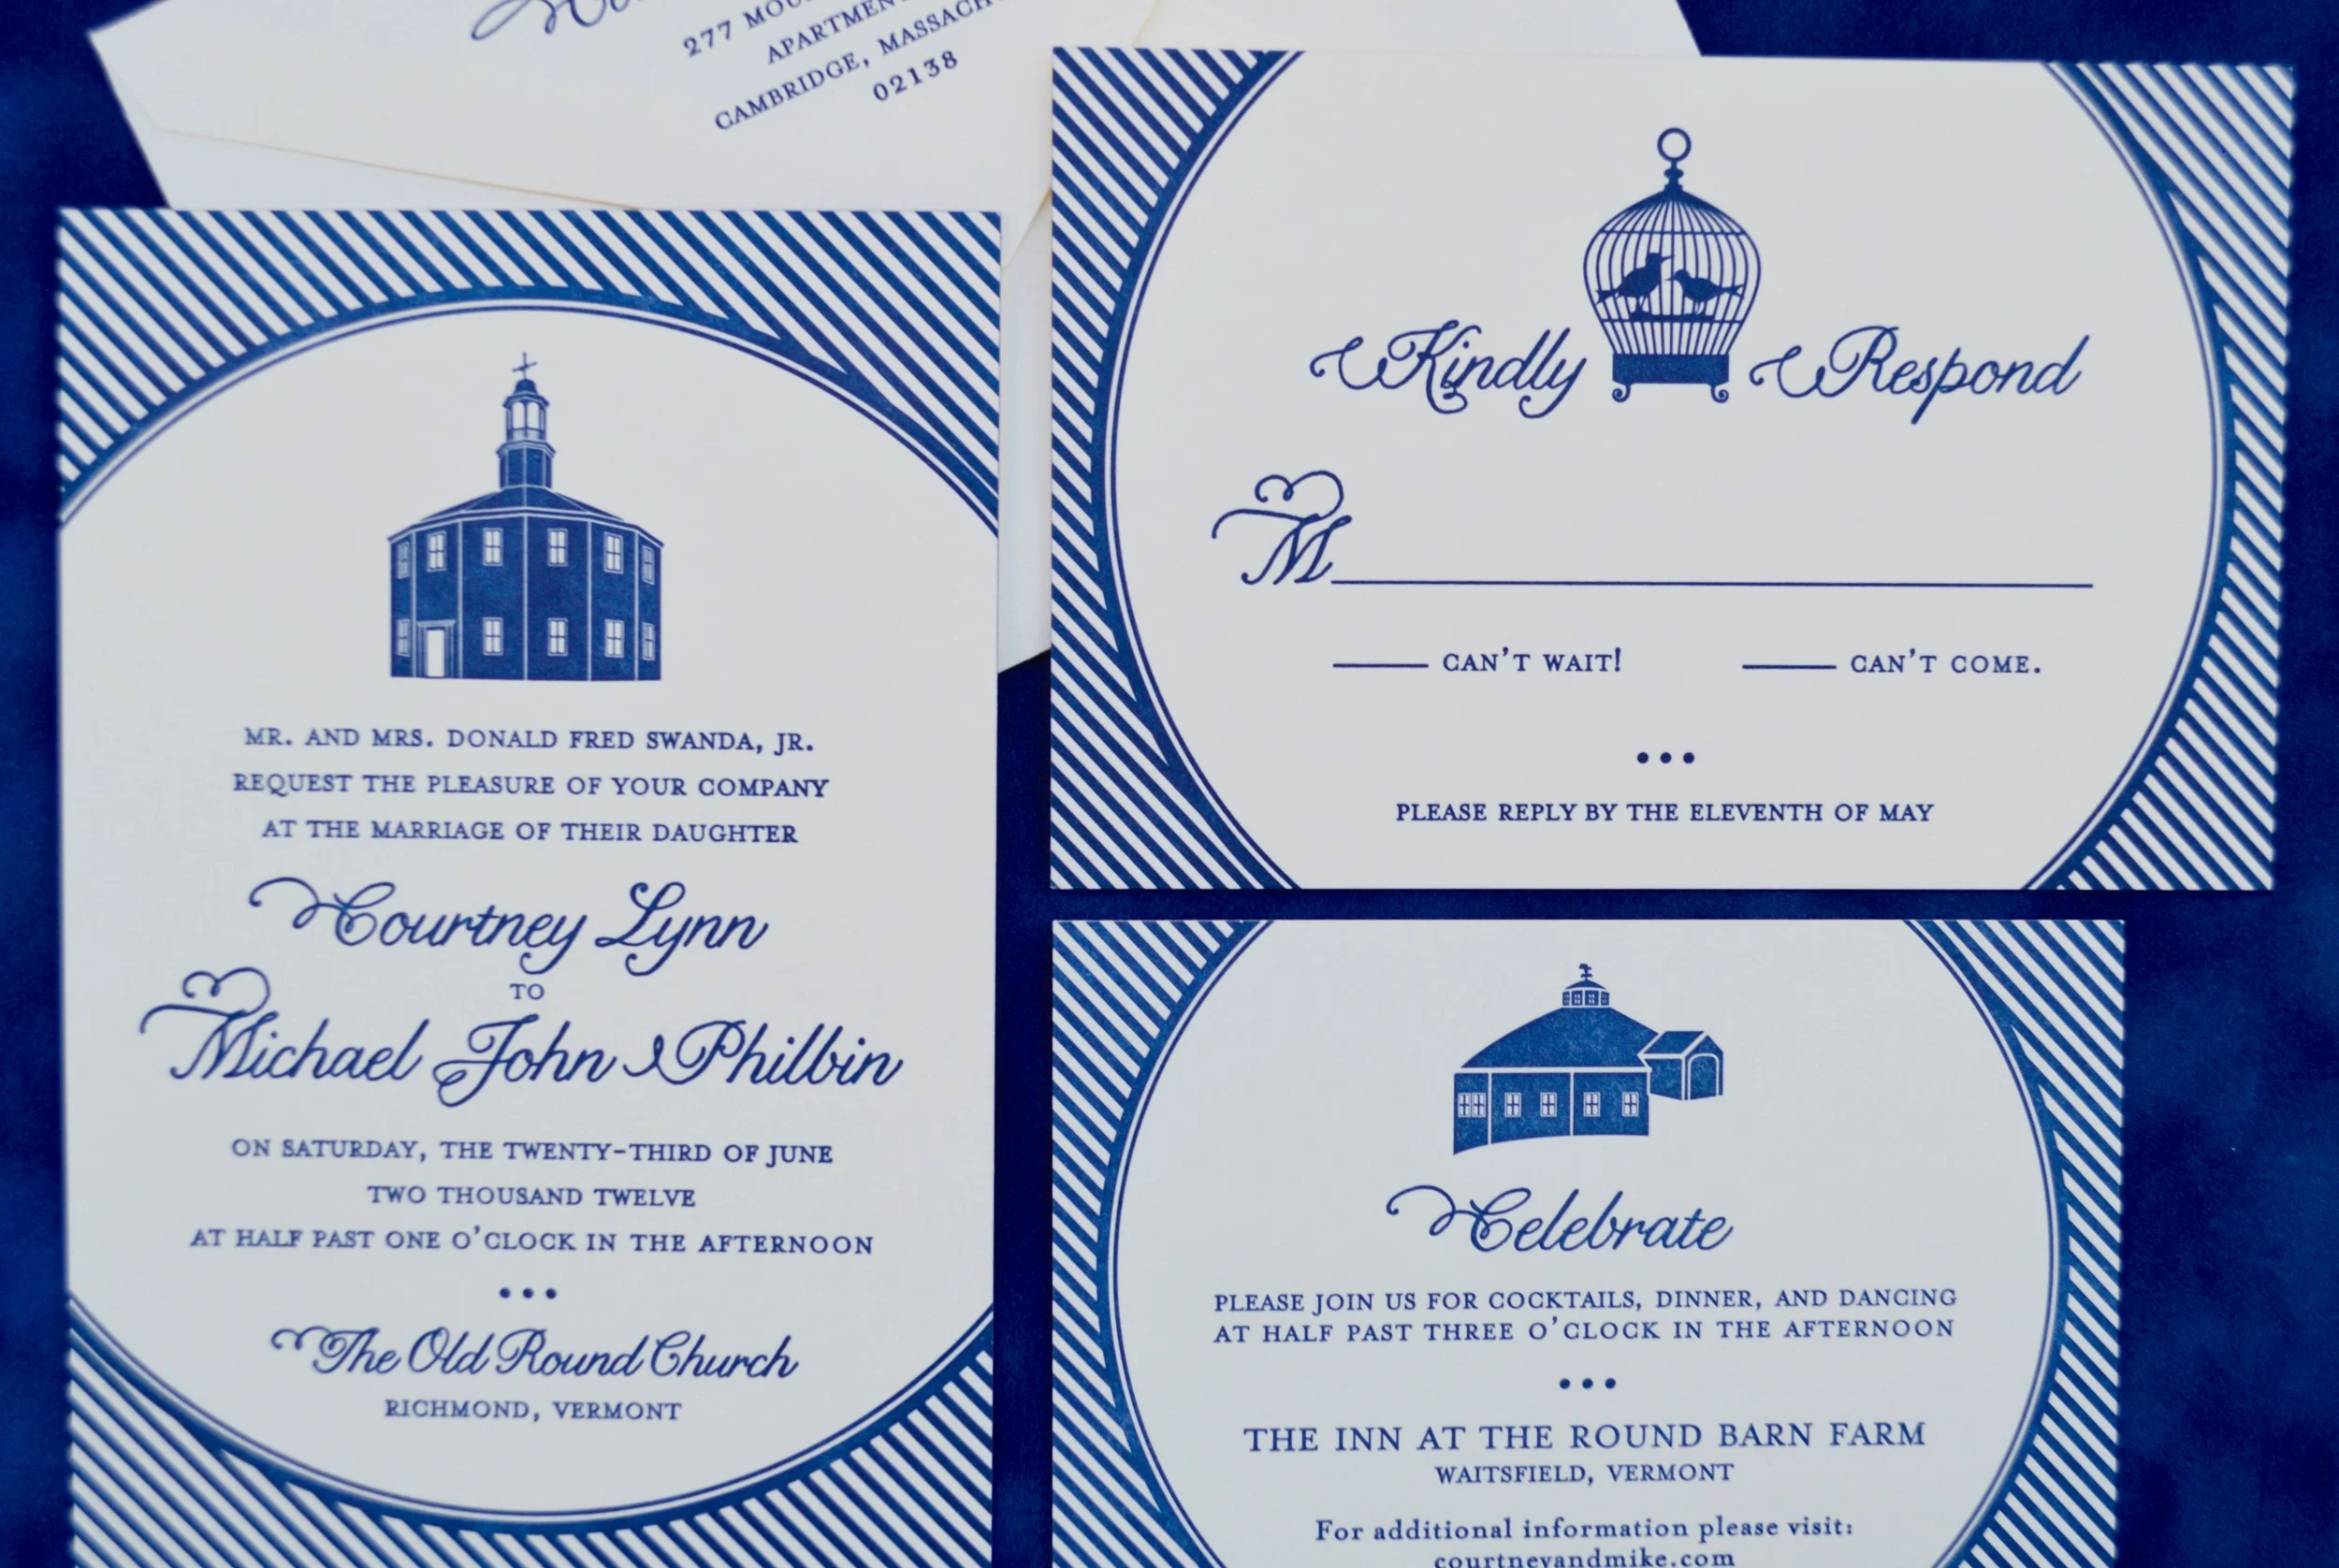 277
CAMBRIDGE,
02138
MR. AND MRS. DONALD FRED SWANDA, JR.
REQUEST THE PLEASURE OF YOUR COMPANY
AT THE MARRIAGE OF THEIR DAUGHTER
Courtney Lynn
TO
Michael John Philbin
ON SATURDAY, THE TWENTY-THIRD OF JUNE
TWO THOUSAND TWELVE
AT HALF PAST ONE O'CLOCK IN THE AFTERNOON
The Old Round Church
RICHMOND, VERMONT
Kindly Respond
M
CAN'T WAIT! CAN'T COME.
PLEASE REPLY BY THE ELEVENTH OF MAY
Celebrate
PLEASE JOIN US FOR COCKTAILS, DINNER, AND DANCING
AT HALF PAST THREE O'CLOCK IN THE AFTERNOON
THE INN AT THE ROUND BARN FARM
WAITSFIELD, VERMONT
For additional information please visit:
courtneyandmike.com